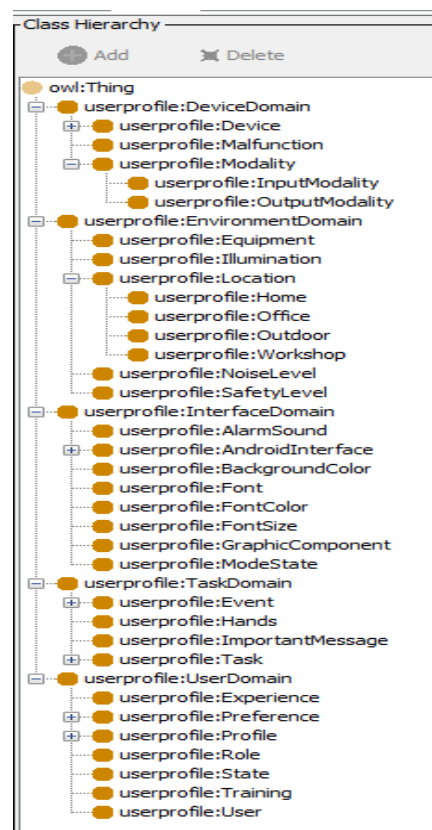 Class Hierarchy
Add Delete
owl:Thing
userprofile:DeviceDomain
userprofile:Device
userprofile:Malfunction
userprofile:Modality
userprofile:InputModality
userprofile:OutputModality
userprofile:EnvironmentDomain
userprofile:Equipment
userprofile:Illumination
userprofile:Location
userprofile:Home
userprofile:Office
userprofile:Outdoor
userprofile:Workshop
userprofile:NoiseLevel
userprofile:SafetyLevel
userprofile:InterfaceDomain
userprofile:AlarmSound
userprofile:AndroidInterface
userprofile:BackgroundColor
userprofile:Font
userprofile:FontColor
userprofile:FontSize
userprofile:GraphicComponent
userprofile:ModeState
userprofile:TaskDomain
userprofile:Event
userprofile:Hands
userprofile:ImportantMessage
userprofile:Task
userprofile:UserDomain
userprofile:Experience
userprofile:Preference
userprofile:Profile
userprofile:Role
userprofile:State
userprofile:Training
userprofile:User